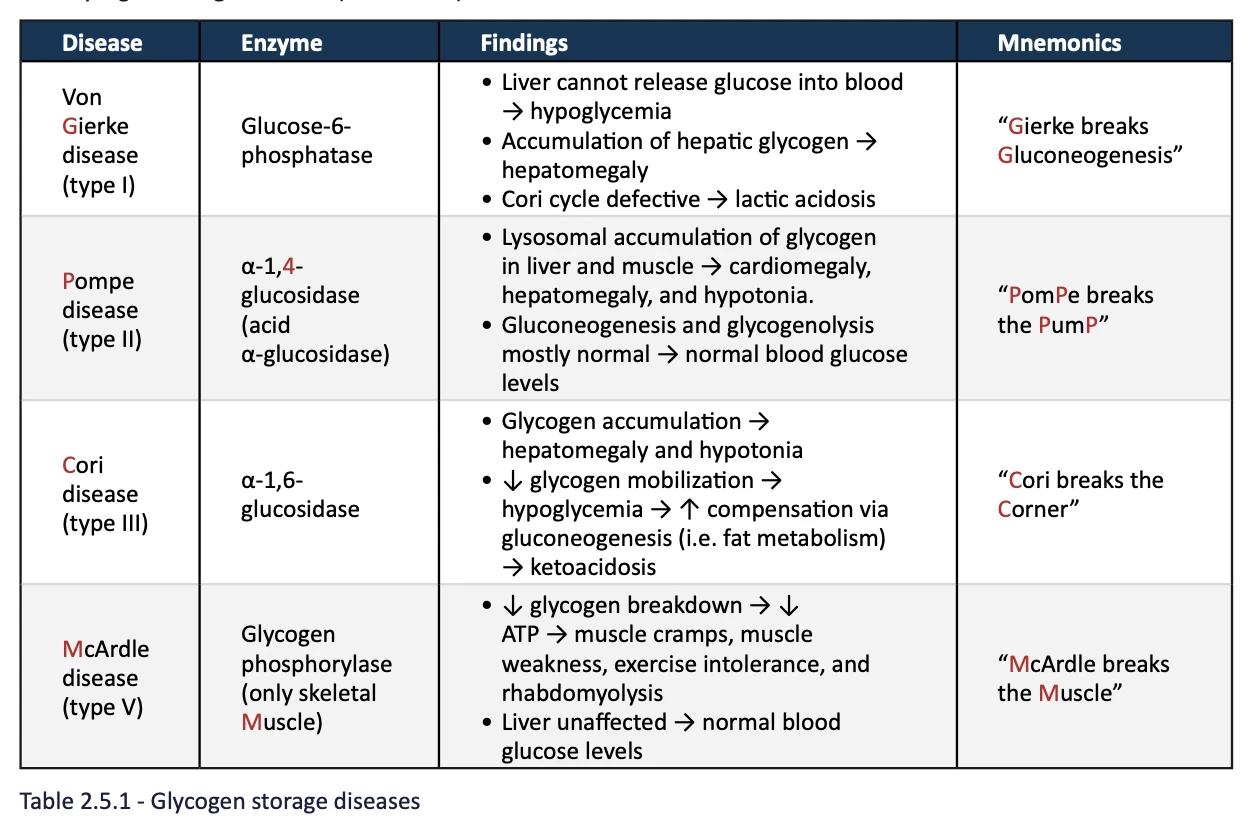 Disease Enzyme Findings Mnemonics
Von
Gierke
disease
(type I)
Glucose-6-
phosphatase
• Liver cannot release glucose into blood
→ hypoglycemia
• Accumulation of hepatic glycogen →
hepatomegaly
• Cori cycle defective → lactic acidosis
“Gierke breaks
Gluconeogenesis”
Pompe
disease
(type II)
α-1,4-
glucosidase
(acid
α-glucosidase)
• Lysosomal accumulation of glycogen
in liver and muscle → cardiomegaly,
hepatomegaly, and hypotonia.
• Gluconeogenesis and glycogenolysis
mostly normal → normal blood glucose
levels
“PomPe breaks
the PumP”
Cori
disease
(type III)
α-1,6-
glucosidase
• Glycogen accumulation →
hepatomegaly and hypotonia
• ↓ glycogen mobilization →
hypoglycemia → ↑ compensation via
gluconeogenesis (i.e. fat metabolism)
→ ketoacidosis
“Cori breaks the
Corner”
McArdle
disease
(type V)
Glycogen
phosphorylase
(only skeletal
Muscle)
• ↓ glycogen breakdown → ↓
ATP → muscle cramps, muscle
weakness, exercise intolerance, and
rhabdomyolysis
• Liver unaffected → normal blood
glucose levels
“McArdle breaks
the Muscle”
Table 2.5.1 - Glycogen storage diseases